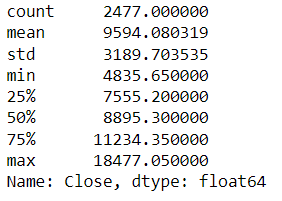 count 2477.000000
mean 9594.080319
std 3189.703535
min 4835.650000
25% 7555.200000
50% 8895.300000
75% 11234.350000
max 18477.050000
Name: Close, dtype: float64